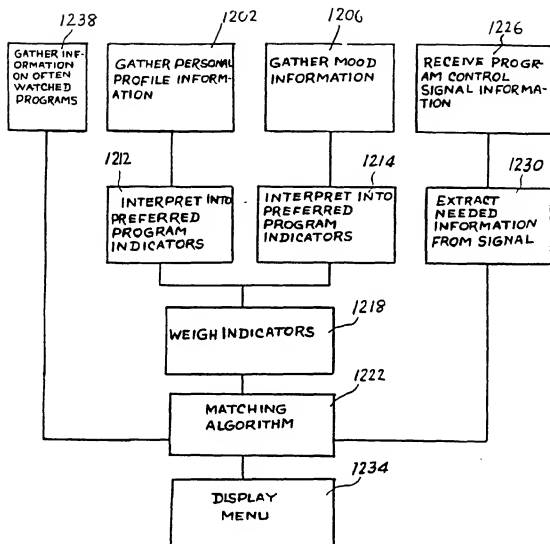 1238
1202
1206
1226
GATHER IN-
FORMATION
ON OFTEN
WATCHED
PROGRAMS
GATHER PERSONAL
PROFILE INFORM-
ATION
GATHER MOOD
INFORMATION
RECEIVE PROGR-
AM CONTROL
SIGNAL INFORMA-
TION
1212
1214
1230
INTERPRET INTO
PREFERRED
PROGRAM
INDICATORS
INTERPRET INTO
PREFERRED
PROGRAM
INDICATORS
EXTRACT
NEEDED
INFORMATION
FROM SIGNAL
1218
WEIGH INDICATORS
1222
MATCHING
ALGORITHM
1234
DISPLAY
MENU